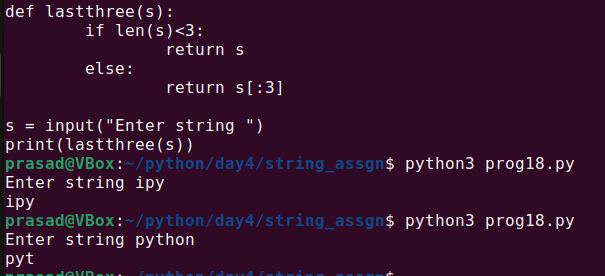 def lastthree(s):
        if len(s)<3:
                return s
        else:
                return s[:3]

s = input("Enter string ")
print(lastthree(s))
prasad@VBox:~/python/day4/string_assgn$ python3 prog18.py
Enter string ipy
ipy
prasad@VBox:~/python/day4/string_assgn$ python3 prog18.py
Enter string python
pyt
prasad@VBox:~/python/day4/string_assgn$